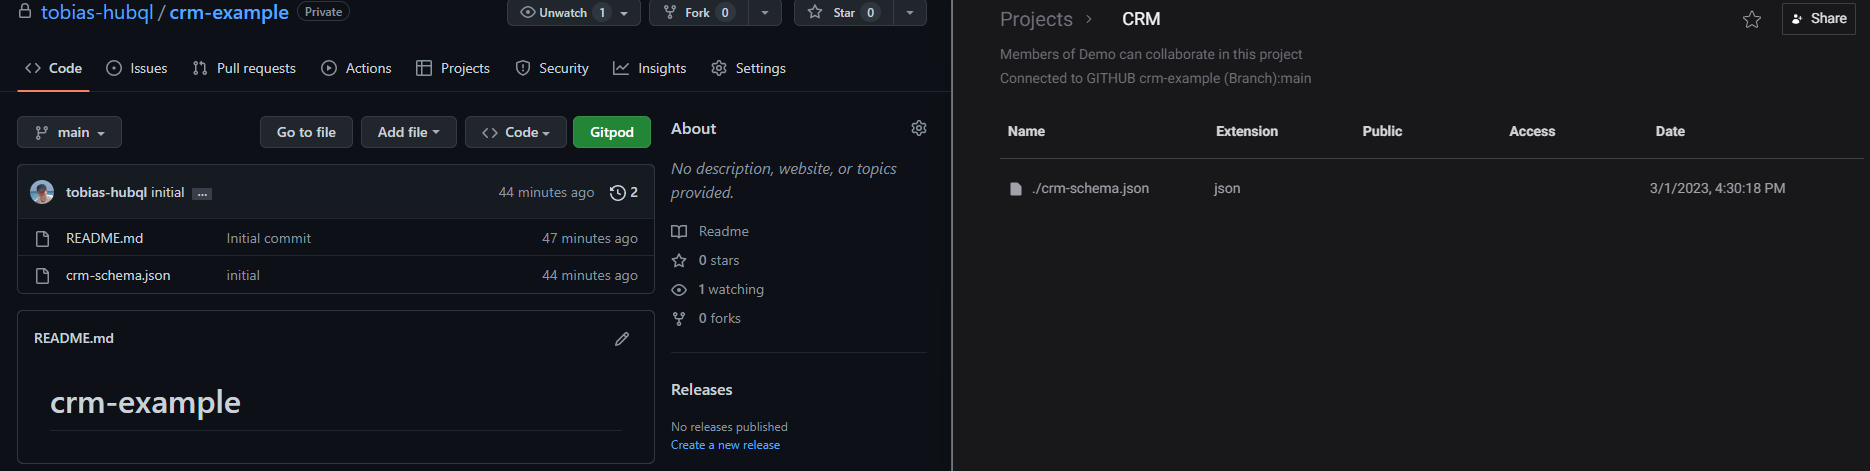 tobias-hubql / crm-example Private
Unwatch 1 Fork 0 Star 0
Code Issues Pull requests Actions Projects Security Insights Settings
main Go to file Add file Code Gitpod
tobias-hubql initial ... 44 minutes ago 2
README.md Initial commit 47 minutes ago
crm-schema.json initial 44 minutes ago
README.md
crm-example
About
No description, website, or topics
provided.
Readme
0 stars
1 watching
0 forks
Releases
No releases published
Create a new release
Projects > CRM
Share
Members of Demo can collaborate in this project
Connected to GITHUB crm-example (Branch):main
Name Extension Public Access Date
./crm-schema.json json 3/1/2023, 4:30:18 PM